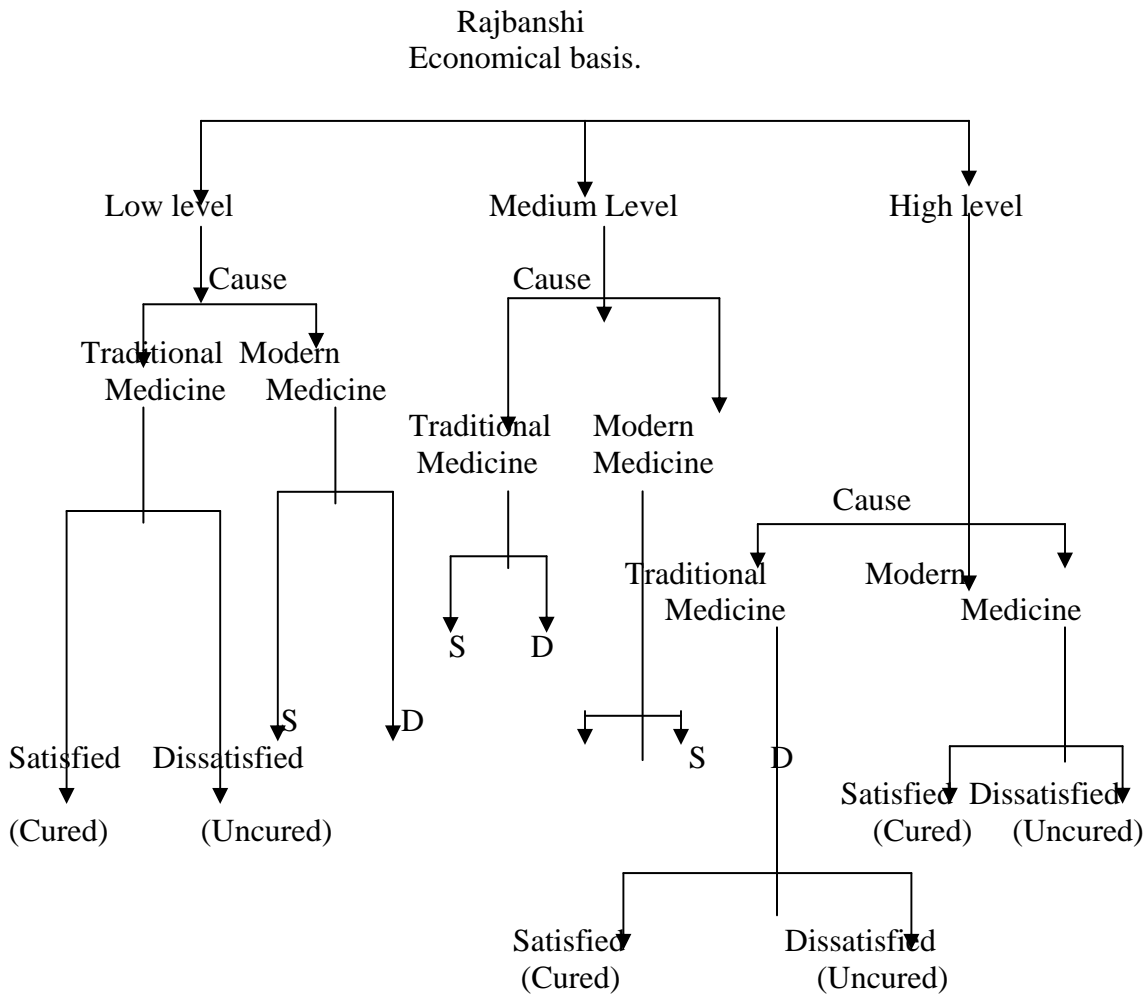 Rajbanshi
Economical basis.
Low level Medium Level High level
Cause Cause
Traditional Modern
Medicine Medicine
Traditional Modern
Medicine Medicine
Cause
Traditional Modern
Medicine Medicine
S D
S D
Satisfied Dissatisfied S D
Satisfied Dissatisfied
(Cured) (Uncured) (Cured) (Uncured)
Satisfied Dissatisfied
(Cured) (Uncured)